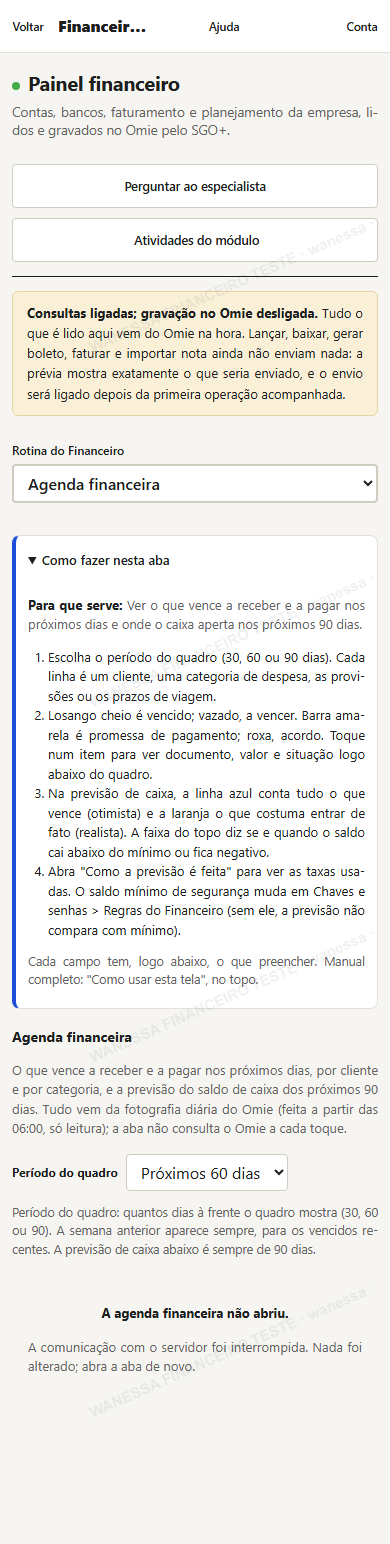 Voltar Financeir... Ajuda Conta
Painel financeiro
Contas, bancos, faturamento e planejamento da empresa, li-
dos e gravados no Omie pelo SGO+.
Perguntar ao especialista
Atividades do módulo
Consultas ligadas; gravação no Omie desligada. Tudo o
que é lido aqui vem do Omie na hora. Lançar, baixar, gerar
boleto, faturar e importar nota ainda não enviam nada: a
prévia mostra exatamente o que seria enviado, e o envio
será ligado depois da primeira operação acompanhada.
Rotina do Financeiro
Agenda financeira
▼ Como fazer nesta aba
Para que serve: Ver o que vence a receber e a pagar nos
próximos dias e onde o caixa aperta nos próximos 90 dias.
1. Escolha o período do quadro (30, 60 ou 90 dias). Cada
linha é um cliente, uma categoria de despesa, as provi-
sões ou os prazos de viagem.
2. Losango cheio é vencido; vazado, a vencer. Barra ama-
rela é promessa de pagamento; roxa, acordo. Toque
num item para ver documento, valor e situação logo
abaixo do quadro.
3. Na previsão de caixa, a linha azul conta tudo o que
vence (otimista) e a laranja o que costuma entrar de
fato (realista). A faixa do topo diz se e quando o saldo
cai abaixo do mínimo ou fica negativo.
4. Abra "Como a previsão é feita" para ver as taxas usa-
das. O saldo mínimo de segurança muda em Chaves e
senhas > Regras do Financeiro (sem ele, a previsão não
compara com mínimo).
Cada campo tem, logo abaixo, o que preencher. Manual
completo: "Como usar esta tela", no topo.
Agenda financeira
O que vence a receber e a pagar nos próximos dias, por cliente
e por categoria, e a previsão do saldo de caixa dos próximos 90
dias. Tudo vem da fotografia diária do Omie (feita a partir das
06:00, só leitura); a aba não consulta o Omie a cada toque.
Período do quadro Próximos 60 dias
Período do quadro: quantos dias à frente o quadro mostra (30, 60
ou 90). A semana anterior aparece sempre, para os vencidos re-
centes. A previsão de caixa abaixo é sempre de 90 dias.
A agenda financeira não abriu.
A comunicação com o servidor foi interrompida. Nada foi
alterado; abra a aba de novo.
WANESSA FINANCEIRO TESTE · wanessa ·
WANESSA FINANCEIRO TESTE · wanessa ·
WANESSA FINANCEIRO TESTE · wanessa ·
WANESSA FINANCEIRO TESTE · wanessa ·